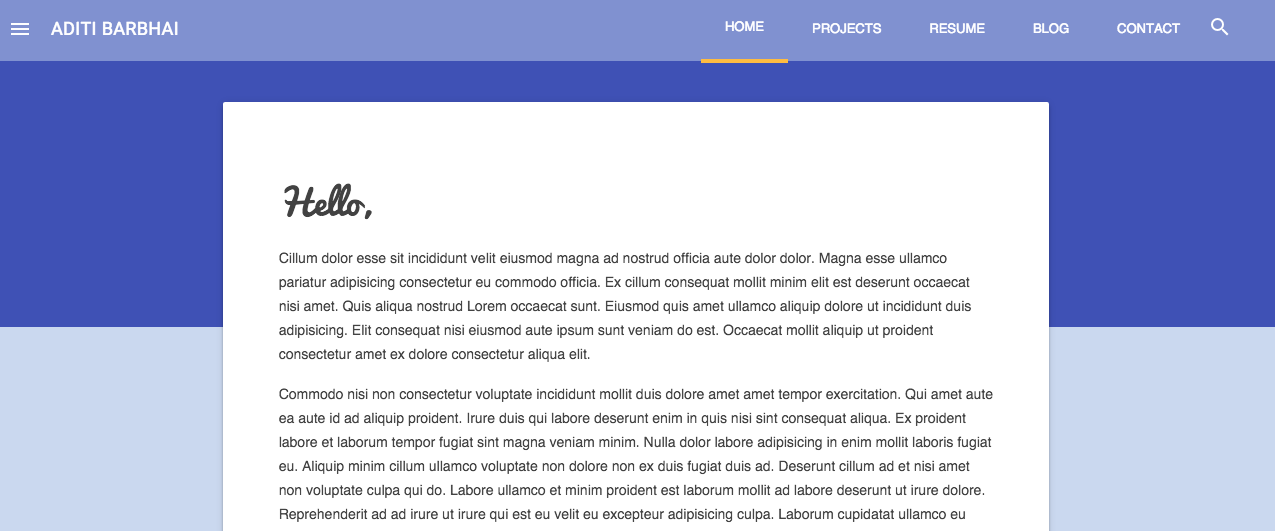 ADITI BARBHAI
HOME PROJECTS RESUME BLOG CONTACT
Hello,
Cillum dolor esse sit incididunt velit eiusmod magna ad nostrud officia aute dolor dolor. Magna esse ullamco
pariatur adipisicing consectetur eu commodo officia. Ex cillum consequat mollit minim elit est deserunt occaecat
nisi amet. Quis aliqua nostrud Lorem occaecat sunt. Eiusmod quis amet ullamco aliquip dolore ut incididunt duis
adipisicing. Elit consequat nisi eiusmod aute ipsum sunt veniam do est. Occaecat mollit aliquip ut proident
consectetur amet ex dolore consectetur aliqua elit.
Commodo nisi non consectetur voluptate incididunt mollit duis dolore amet amet tempor exercitation. Qui amet aute
ea aute id ad aliquip proident. Irure duis qui labore deserunt enim in quis nisi sint consequat aliqua. Ex proident
labore et laborum tempor fugiat sint magna veniam minim. Nulla dolor labore adipisicing in enim mollit laboris fugiat
eu. Aliquip minim cillum ullamco voluptate non dolore non ex duis fugiat duis ad. Deserunt cillum ad et nisi amet
non voluptate culpa qui do. Labore ullamco et minim proident est laborum mollit ad labore deserunt ut irure dolore.
Reprehenderit ad ad irure ut irure qui est eu velit eu excepteur adipisicing culpa. Laborum cupidatat ullamco eu